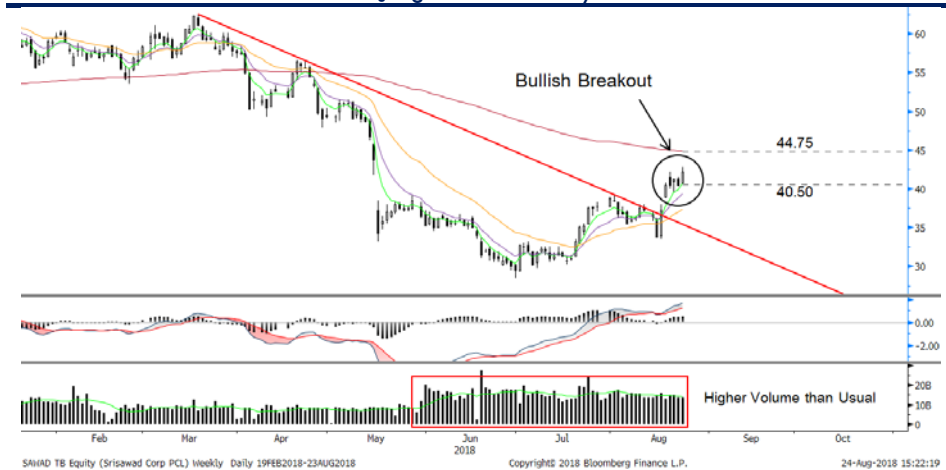 60
55
Bullish Breakout
50
44.75
45
40.50
40
35
30
0.00
-2.00
20B
Higher Volume than Usual
10B
0
Feb Mar Apr May Jun Jul Aug Sep Oct
2018
SAWAD TB Equity (Srisawad Corp PCL) Weekly Daily 19FEB2018-23AUG2018 Copyright© 2018 Bloomberg Finance L.P. 24-Aug-2018 15:22:19